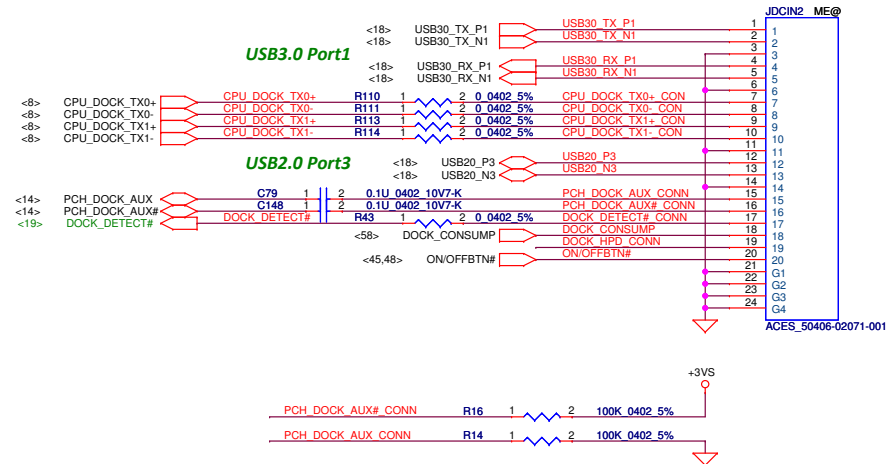 JDCIN2 ME@
USB30_TX_P1 USB30_TX_P1 1 1
<18>
USB30_TX_N1 USB30_TX_N1 2 2
<18>
3 3
USB3.0 Port1
USB30_RX_P1 USB30_RX_P1 4 4
<18>
USB30_RX_N1 USB30_RX_N1 5 5
<18>
6 6
<8> CPU_DOCK_TX0+ CPU_DOCK_TX0+ R110 1 2 0_0402_5% CPU_DOCK_TX0+_CON 7 7
<8> CPU_DOCK_TX0- CPU_DOCK_TX0- R111 1 2 0_0402_5% CPU_DOCK_TX0-_CON 8 8
<8> CPU_DOCK_TX1+ CPU_DOCK_TX1+ R113 1 2 0_0402_5% CPU_DOCK_TX1+_CON 9 9
<8> CPU_DOCK_TX1- CPU_DOCK_TX1- R114 1 2 0_0402_5% CPU_DOCK_TX1-_CON 10 10
11 11
USB2.0 Port3
<18> USB20_P3 USB20_P3 12 12
<18> USB20_N3 USB20_N3 13 13
14 14
<14> PCH_DOCK_AUX C79 1 2 0.1U_0402_10V7-K PCH_DOCK_AUX_CONN 15 15
<14> PCH_DOCK_AUX# C148 1 2 0.1U_0402_10V7-K PCH_DOCK_AUX#_CONN 16 16
<19> DOCK_DETECT# DOCK_DETECT# R43 1 2 0_0402_5% DOCK_DETECT#_CONN 17 17
<58> DOCK_CONSUMP DOCK_CONSUMP 18 18
DOCK_HPD_CONN 19 19
<45,48> ON/OFFBTN# ON/OFFBTN# 20 20
21 G1
22 G2
23 G3
24 G4
ACES_50406-02071-001
+3VS
PCH_DOCK_AUX#_CONN R16 1 2 100K_0402_5%
PCH_DOCK_AUX_CONN R14 1 2 100K_0402_5%